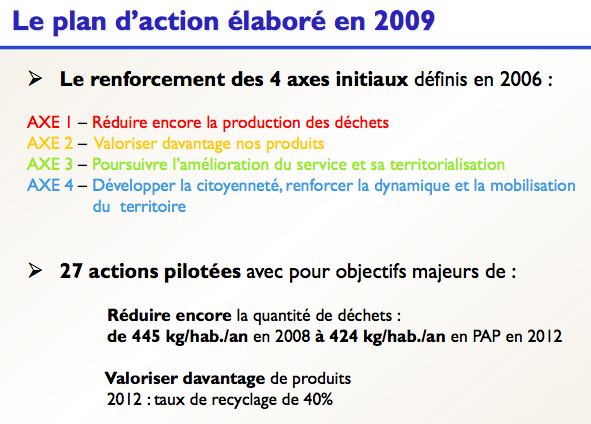 Le plan d'action élaboré en 2009
➢ Le renforcement des 4 axes initiaux définis en 2006 :
AXE 1 – Réduire encore la production des déchets
AXE 2 – Valoriser davantage nos produits
AXE 3 – Poursuivre l'amélioration du service et sa territorialisation
AXE 4 – Développer la citoyenneté, renforcer la dynamique et la mobilisation
du territoire
➢ 27 actions pilotées avec pour objectifs majeurs de :
Réduire encore la quantité de déchets :
de 445 kg/hab./an en 2008 à 424 kg/hab./an en PAP en 2012
Valoriser davantage de produits
2012 : taux de recyclage de 40%